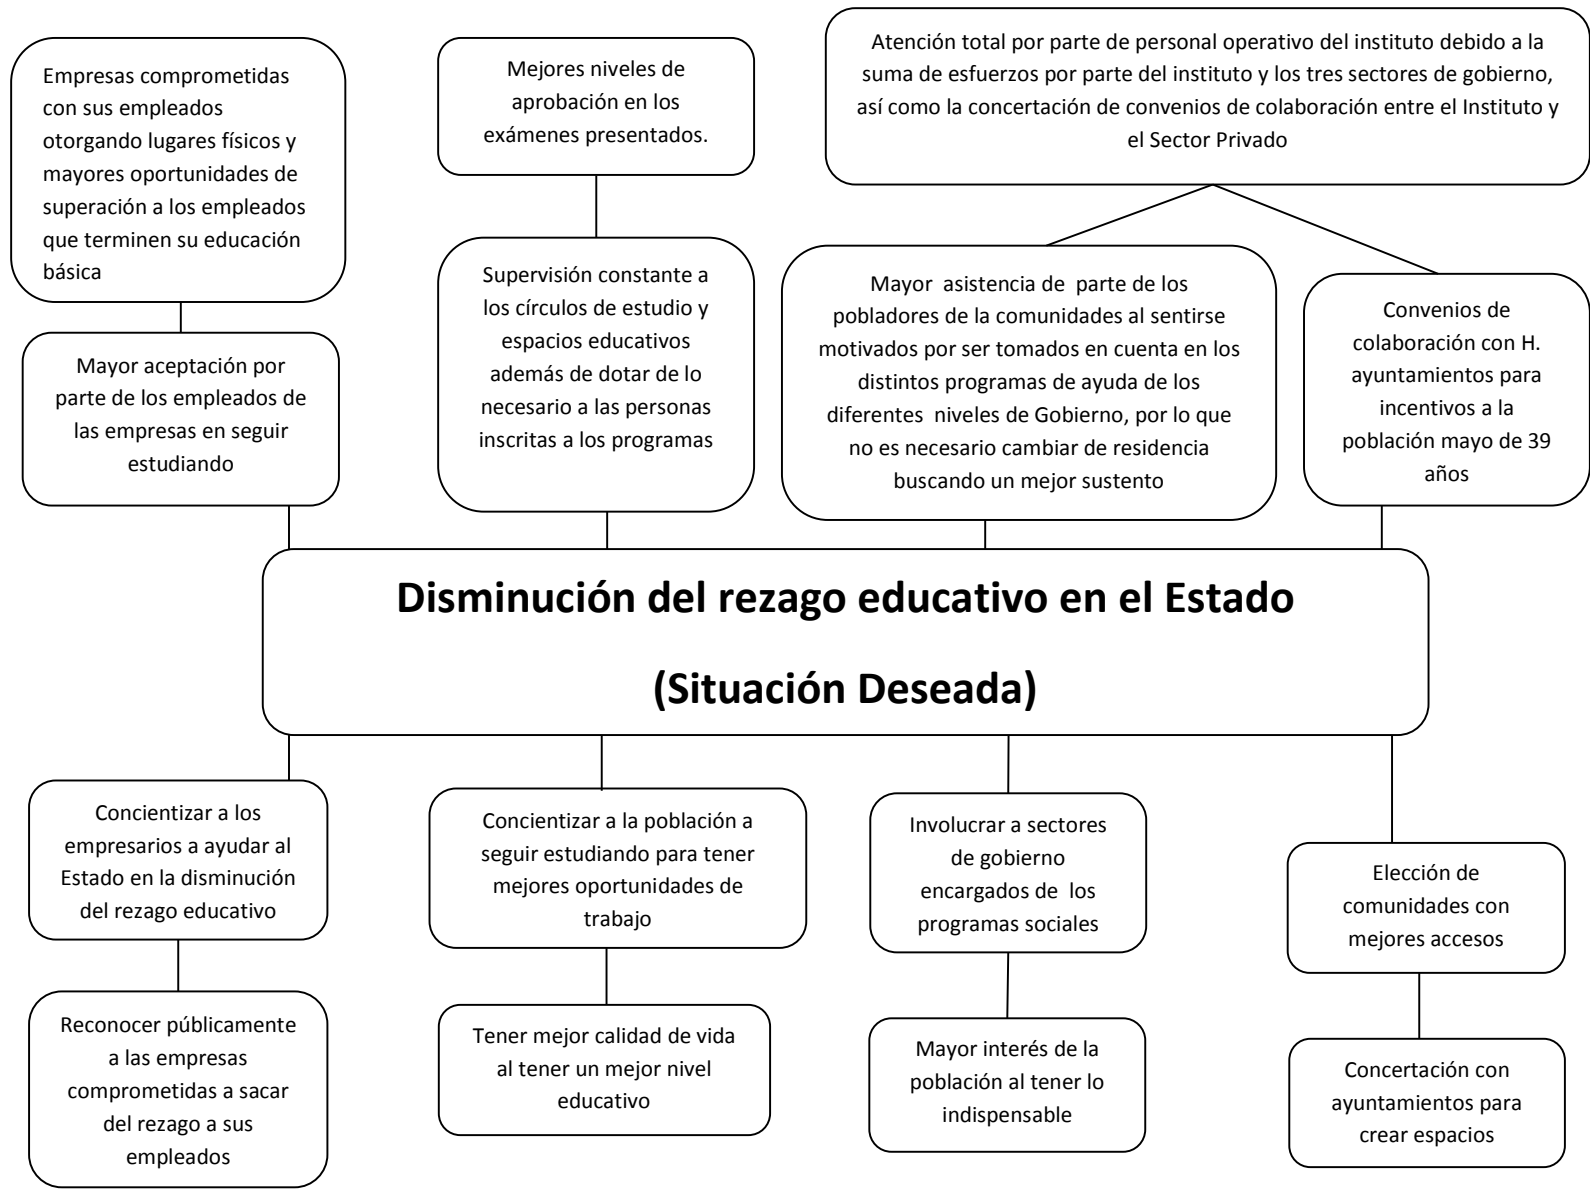 Empresas comprometidas
con sus empleados
otorgando lugares físicos y
mayores oportunidades de
superación a los empleados
que terminen su educación
básica
Mejores niveles de
aprobación en los
exámenes presentados.
Atención total por parte de personal operativo del instituto debido a la
suma de esfuerzos por parte del instituto y los tres sectores de gobierno,
así como la concertación de convenios de colaboración entre el Instituto y
el Sector Privado
Mayor aceptación por
parte de los empleados de
las empresas en seguir
estudiando
Supervisión constante a
los círculos de estudio y
espacios educativos
además de dotar de lo
necesario a las personas
inscritas a los programas
Mayor asistencia de parte de los
pobladores de la comunidades al sentirse
motivados por ser tomados en cuenta en los
distintos programas de ayuda de los
diferentes niveles de Gobierno, por lo que
no es necesario cambiar de residencia
buscando un mejor sustento
Convenios de
colaboración con H.
ayuntamientos para
incentivos a la
población mayo de 39
años
Disminución del rezago educativo en el Estado
(Situación Deseada)
Concientizar a los
empresarios a ayudar al
Estado en la disminución
del rezago educativo
Concientizar a la población a
seguir estudiando para tener
mejores oportunidades de
trabajo
Involucrar a sectores
de gobierno
encargados de los
programas sociales
Elección de
comunidades con
mejores accesos
Reconocer públicamente
a las empresas
comprometidas a sacar
del rezago a sus
empleados
Tener mejor calidad de vida
al tener un mejor nivel
educativo
Mayor interés de la
población al tener lo
indispensable
Concertación con
ayuntamientos para
crear espacios